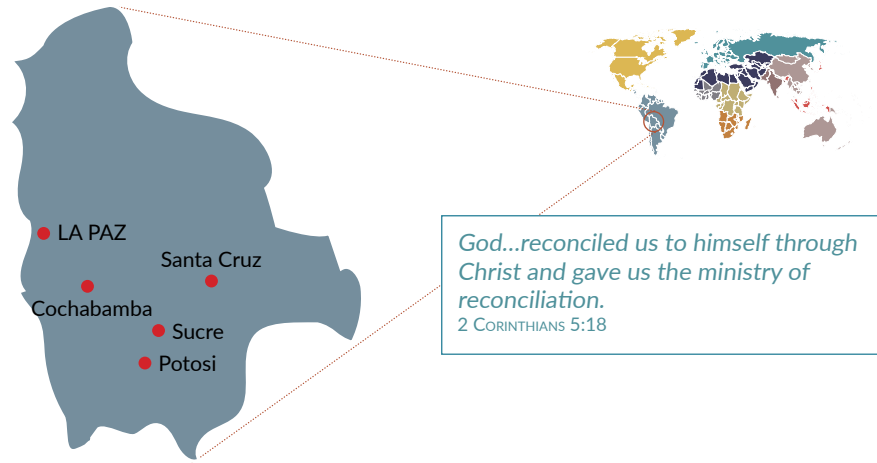 LA PAZ
Santa Cruz
Cochabamba
Sucre
Potosi
God...reconciled us to himself through
Christ and gave us the ministry of
reconciliation.
2 Corinthians 5:18